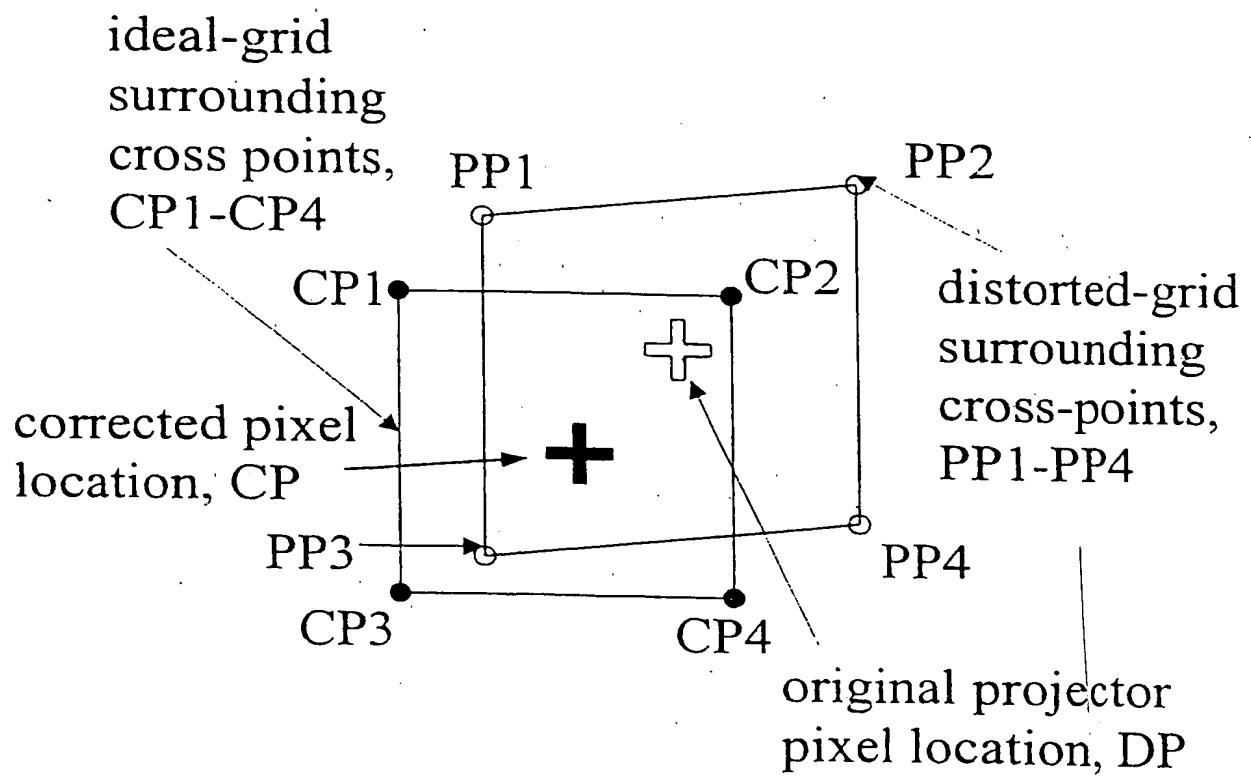 ideal-grid
surrounding
cross points,
CP1-CP4
PP1
PP2
CP1
CP2
distorted-grid
surrounding
cross-points,
PP1-PP4
corrected pixel
location, CP
PP3
PP4
CP3
CP4
original projector
pixel location, DP